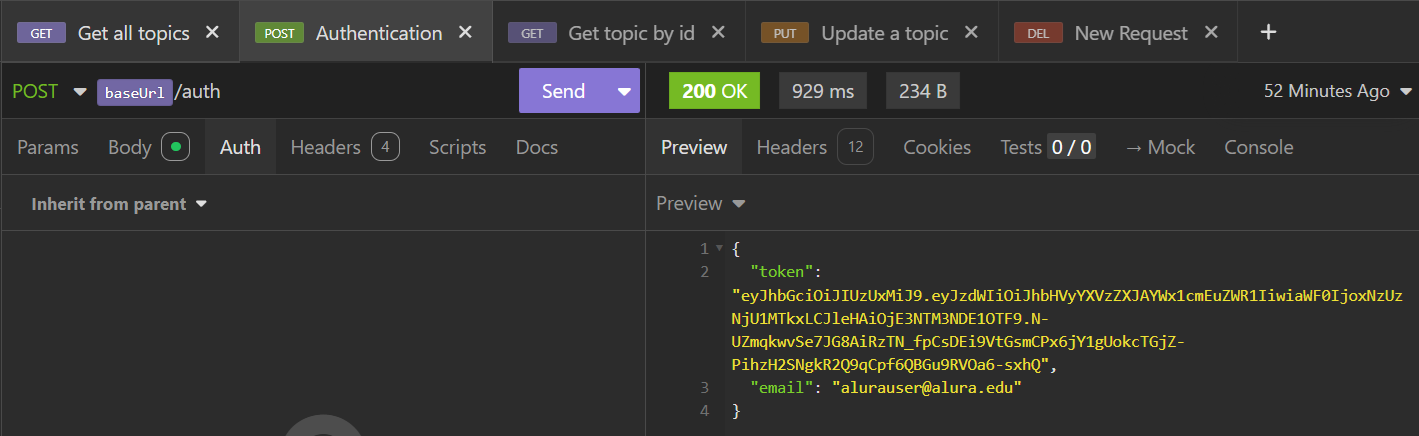 GET Get all topics × POST Authentication × GET Get topic by id × PUT Update a topic × DEL New Request × +
POST baseUrl /auth Send
200 OK 929 ms 234 B 52 Minutes Ago
Params Body Auth Headers 4 Scripts Docs
Preview Headers 12 Cookies Tests 0 / 0 → Mock Console
Inherit from parent
Preview
1 {
2 "token":
"eyJhbGciOiJIUzUxMiJ9.eyJzdWIiOiJhbHVyYXVzZXJAYWx1cmEuZWR1IiwiaWF0IjoxNzUz
NjU1MTkxLCJleHAiOjE3NTM3NDE1OTF9.N-
UZmqkwvSe7JG8AiRzTN_fpCsDEi9VtGsmCPx6jY1gUokcTGjZ-
PihzH2SNgkR2Q9qCpf6QBGu9RVOa6-sxhQ",
3 "email": "alurauser@alura.edu"
4 }